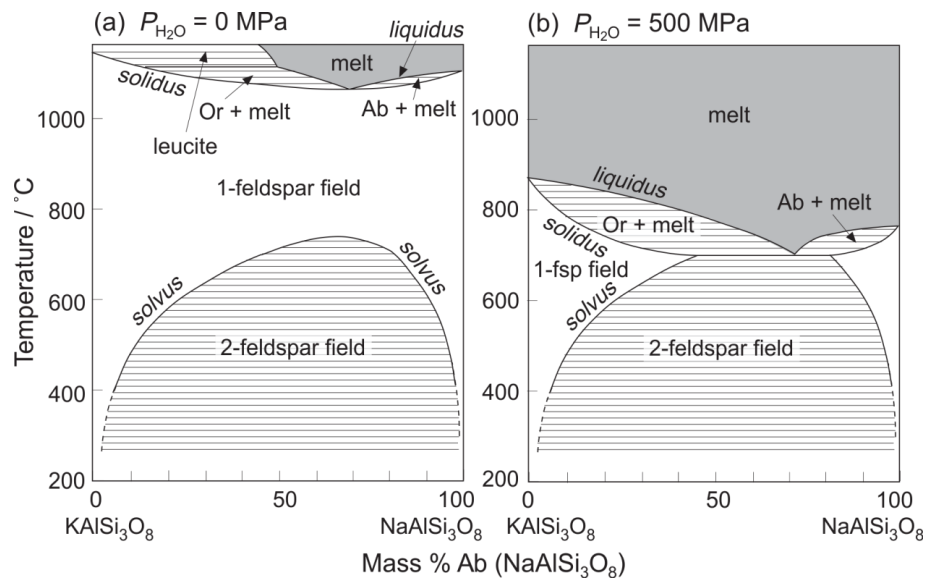 (a) P_H₂O = 0 MPa
liquidus
melt
solidus
Or + melt
Ab + melt
leucite
1-feldspar field
solvus
solvus
2-feldspar field
1000
800
600
400
200
Temperature / °C
0 50 100
KAlSi₃O₈ NaAlSi₃O₈
(b) P_H₂O = 500 MPa
melt
liquidus
Ab + melt
Or + melt
solidus
1-fsp field
solvus
2-feldspar field
1000
800
600
400
200
0 50 100
KAlSi₃O₈ NaAlSi₃O₈
Mass % Ab (NaAlSi₃O₈)